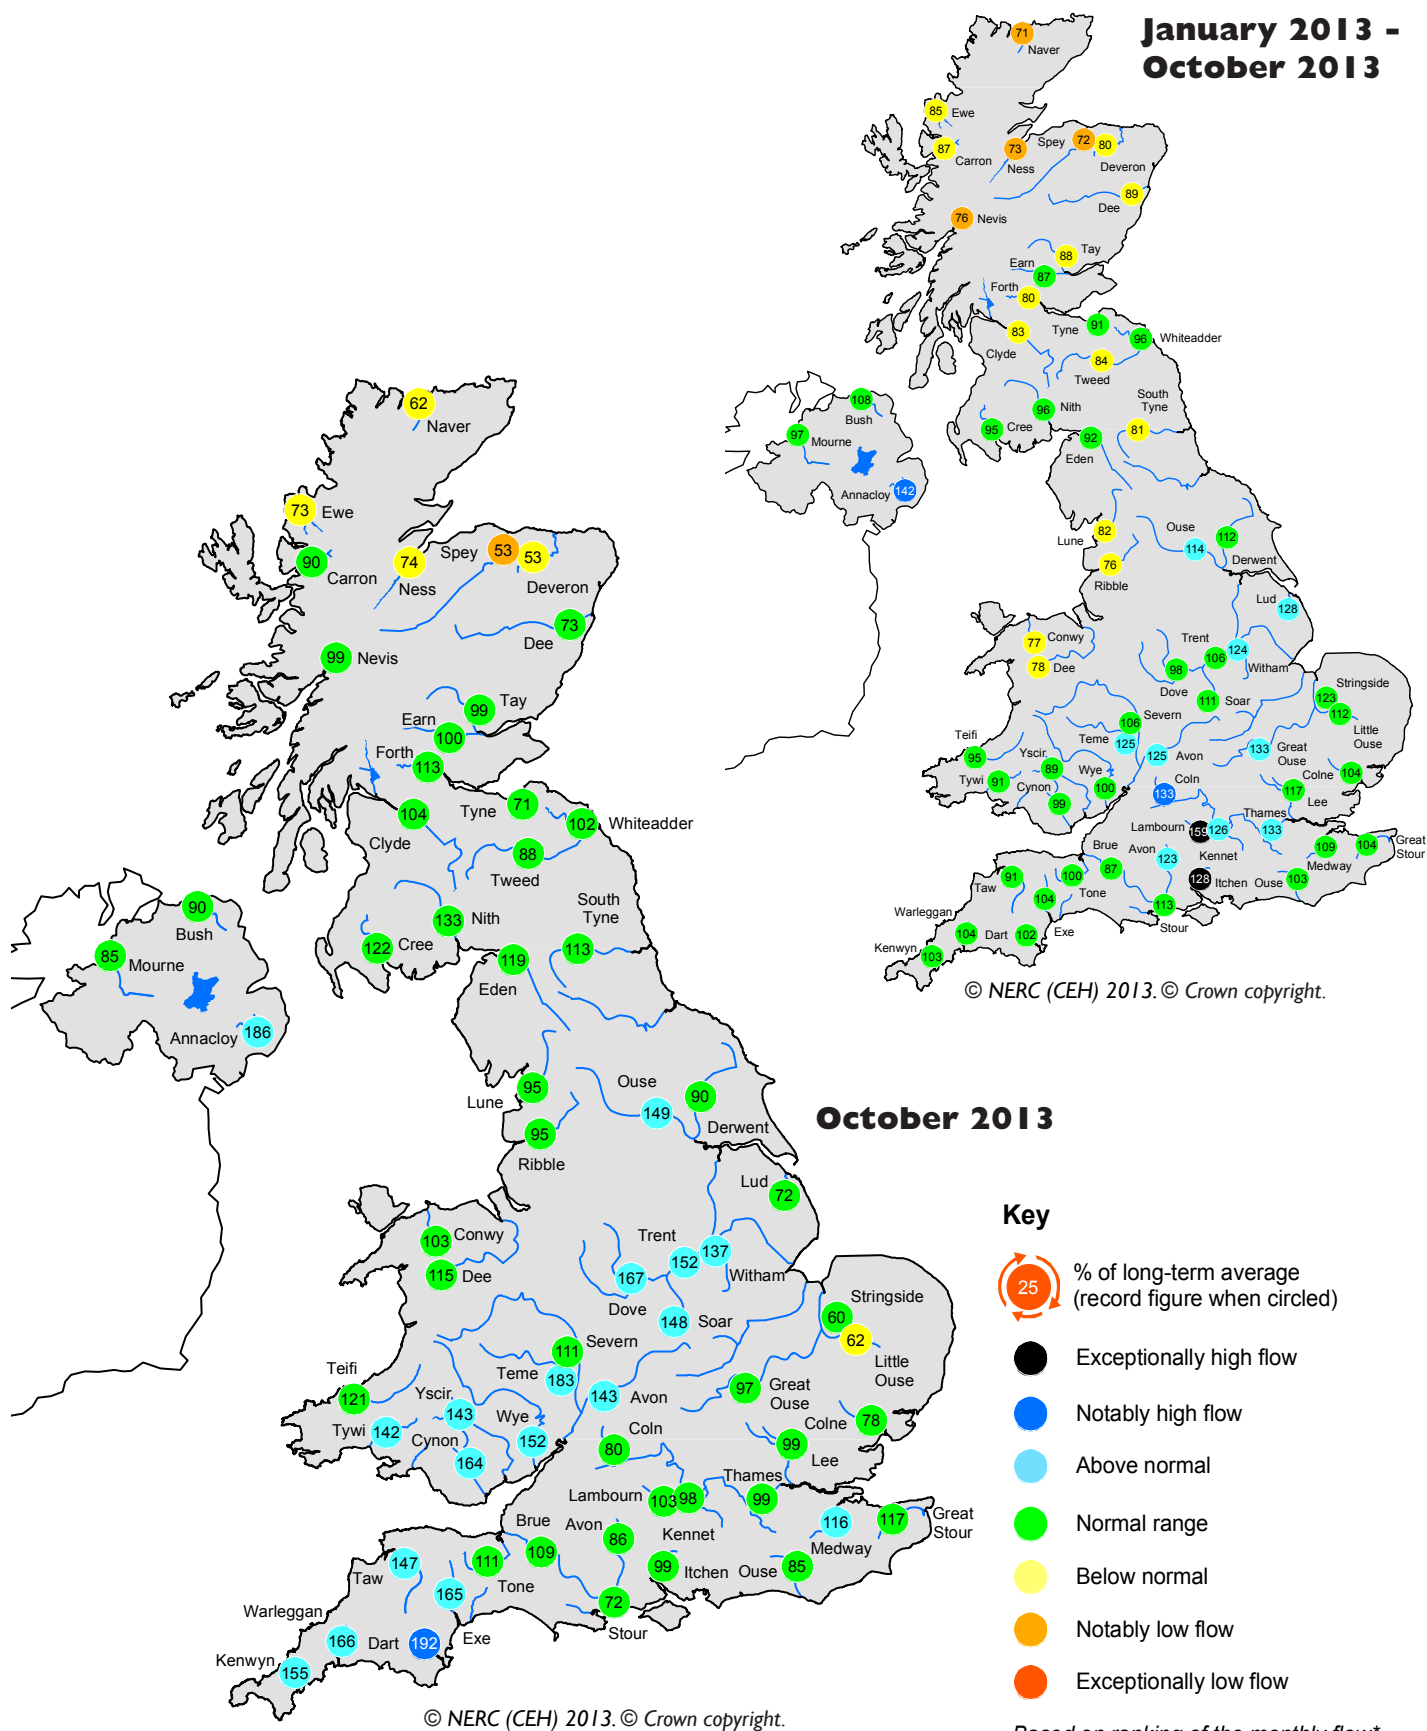 January 2013 -
October 2013
71
Naver
85
Ewe
87
Carron
73
Ness
Spey
72
80
Deveron
89
Dee
76
Nevis
88
Tay
Earn
87
Forth
80
83
Clyde
Tyne
91
96
Whiteadder
84
Tweed
South
Tyne
81
96
Nith
95
Cree
92
Eden
108
Bush
97
Mourne
Annacloy
142
82
Lune
76
Ribble
Ouse
114
112
Derwent
Lud
128
77
Conwy
78
Dee
Trent
106
124
Witham
98
Dove
111
Soar
Stringside
123
112
Little
Ouse
106
Severn
Teme
125
125
Avon
133
Great
Ouse
Teifi
95
Tywi
91
Yscir
89
Cynon
99
Wye
100
Coln
133
Colne
104
117
Lee
Lambourn
159
126
Kennet
Thames
133
109
Medway
104
Great
Stour
Brue
87
Avon
123
128
Itchen
Ouse
103
Taw
91
100
Tone
104
Exe
113
Stour
Warleggan
104
Dart
102
Kenwyn
103
© NERC (CEH) 2013. © Crown copyright.
62
Naver
73
Ewe
90
Carron
74
Ness
Spey
53
53
Deveron
73
Dee
99
Nevis
99
Tay
Earn
100
Forth
113
104
Clyde
Tyne
71
102
Whiteadder
88
Tweed
South
Tyne
113
133
Nith
122
Cree
119
Eden
90
Bush
85
Mourne
Annacloy
186
95
Lune
95
Ribble
Ouse
149
90
Derwent
October 2013
Lud
72
103
Conwy
115
Dee
Trent
152
137
Witham
167
Dove
148
Soar
Stringside
60
62
Little
Ouse
111
Severn
Teme
183
143
Avon
97
Great
Ouse
Teifi
121
Tywi
142
Yscir
143
Cynon
164
Wye
152
Coln
80
Colne
78
99
Lee
Lambourn
103
98
Kennet
Thames
99
116
Medway
117
Great
Stour
Brue
109
Avon
86
99
Itchen
Ouse
85
Taw
147
111
Tone
165
Exe
72
Stour
Warleggan
166
Dart
192
Kenwyn
155
© NERC (CEH) 2013. © Crown copyright.
Key
25
% of long-term average
(record figure when circled)
Exceptionally high flow
Notably high flow
Above normal
Normal range
Below normal
Notably low flow
Exceptionally low flow
Based on ranking of the monthly flow*